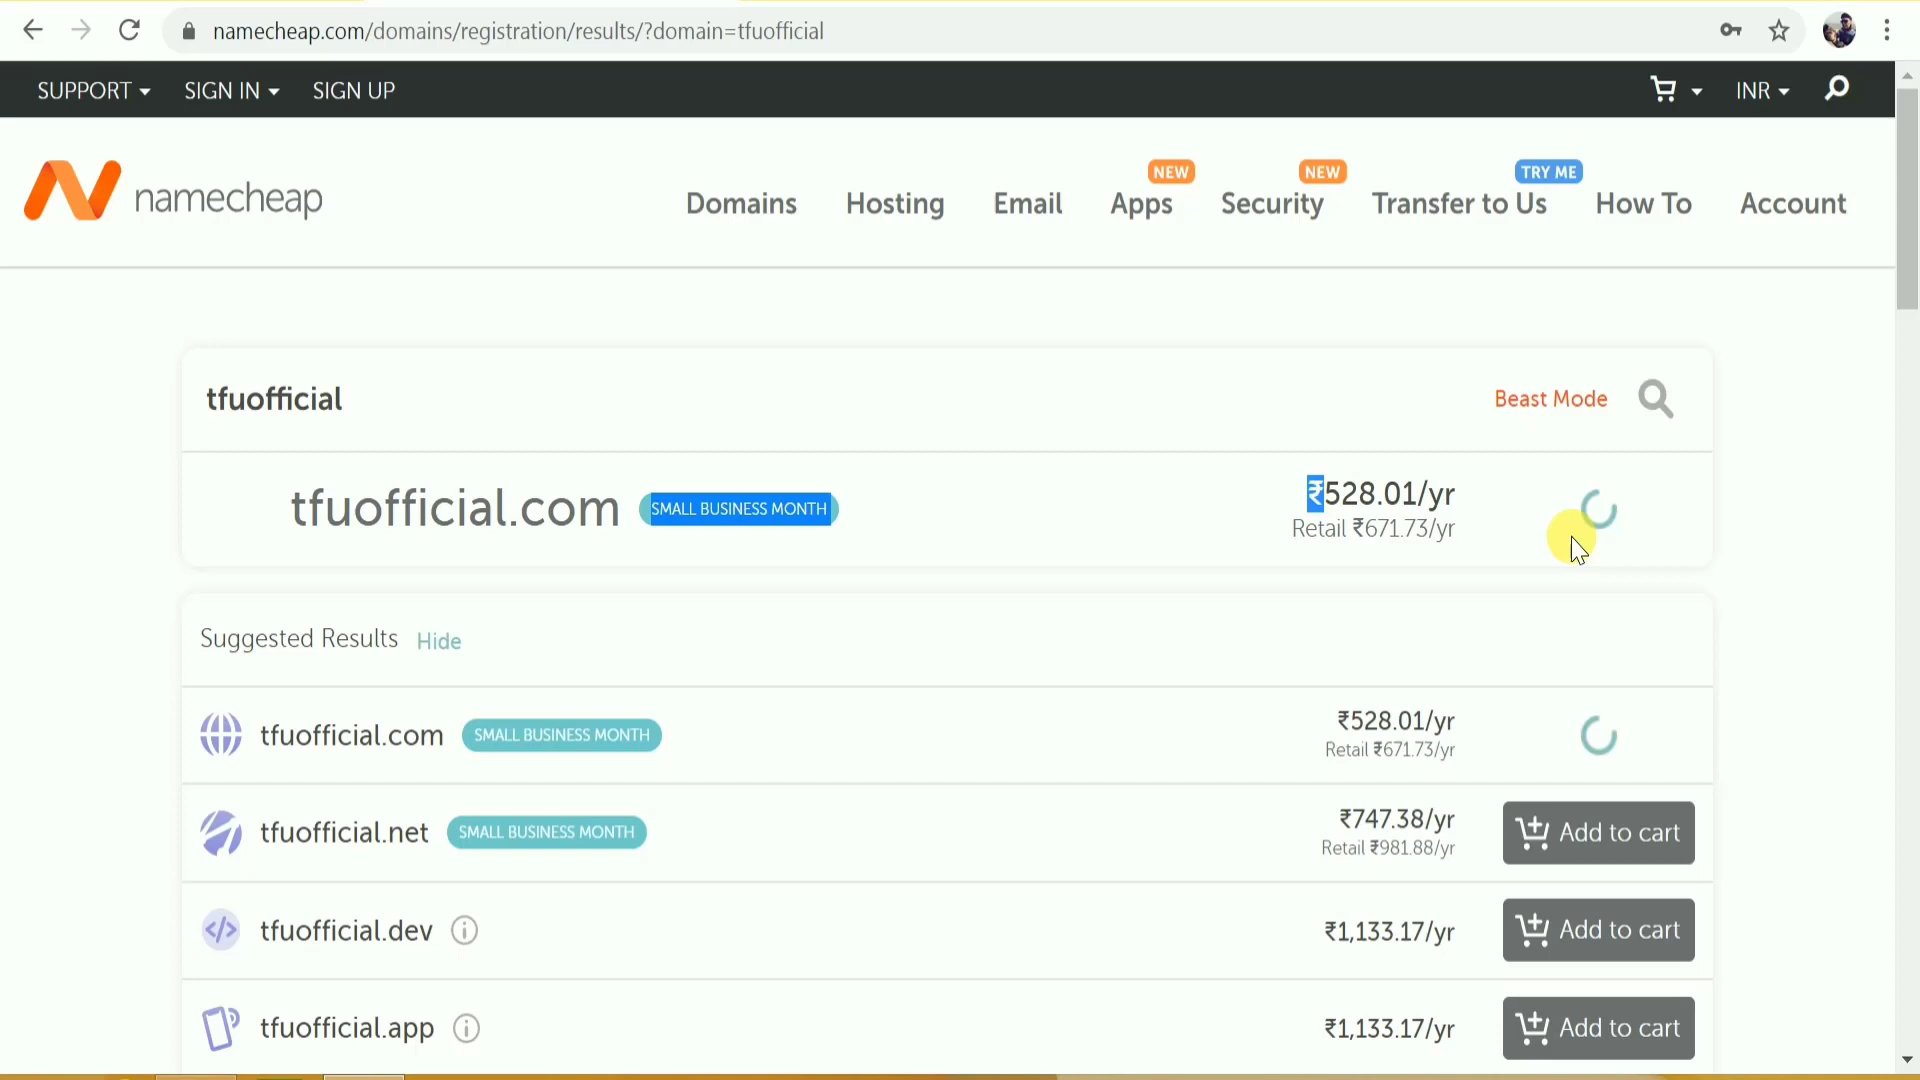 namecheap.com/domains/registration/results/?domain=tfuofficial
SUPPORT SIGN IN SIGN UP INR
namecheap
NEW NEW TRY ME
Domains Hosting Email Apps Security Transfer to Us How To Account
tfuofficial Beast Mode
tfuofficial.com SMALL BUSINESS MONTH ₹528.01/yr
Retail ₹671.73/yr
Suggested Results Hide
tfuofficial.com SMALL BUSINESS MONTH ₹528.01/yr
Retail ₹671.73/yr
tfuofficial.net SMALL BUSINESS MONTH ₹747.38/yr Add to cart
Retail ₹981.88/yr
tfuofficial.dev ₹1,133.17/yr Add to cart
tfuofficial.app ₹1,133.17/yr Add to cart